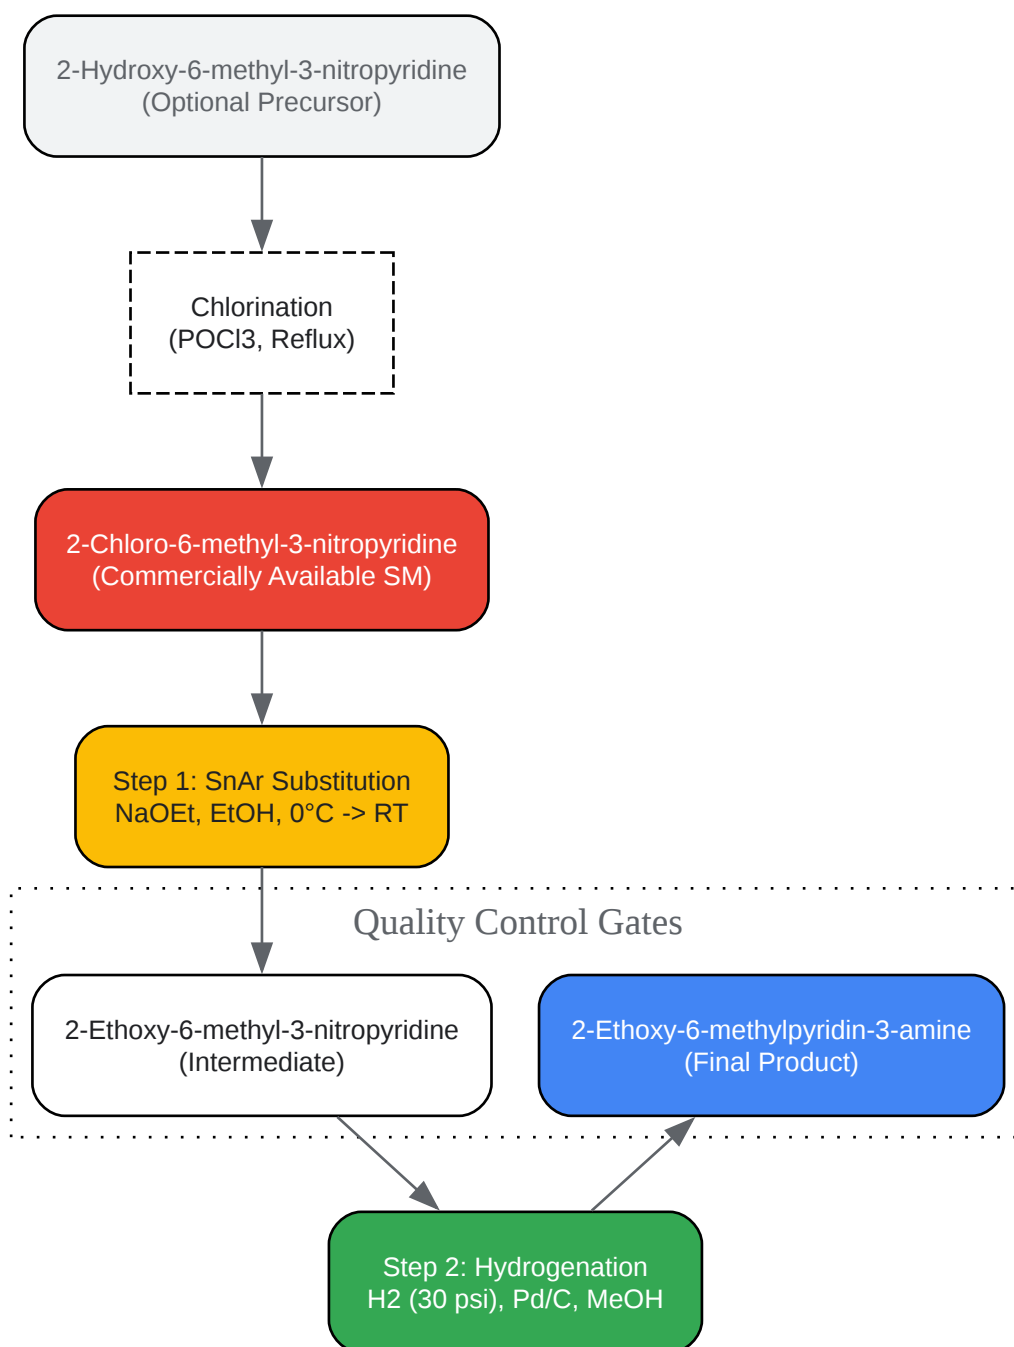 2-Hydroxy-6-methyl-3-nitropyridine
(Optional Precursor)
Chlorination
(POCl3, Reflux)
2-Chloro-6-methyl-3-nitropyridine
(Commercially Available SM)
Step 1: SnAr Substitution
NaOEt, EtOH, 0°C -> RT
Quality Control Gates
2-Ethoxy-6-methyl-3-nitropyridine
(Intermediate)
2-Ethoxy-6-methylpyridin-3-amine
(Final Product)
Step 2: Hydrogenation
H2 (30 psi), Pd/C, MeOH